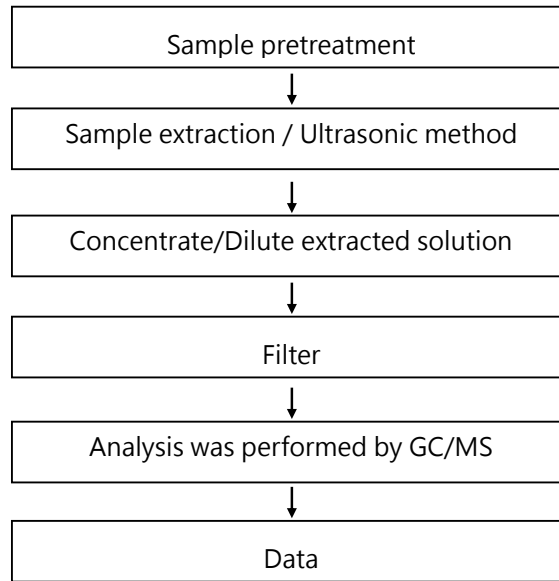 Sample pretreatment
Sample extraction / Ultrasonic method
Concentrate/Dilute extracted solution
Filter
Analysis was performed by GC/MS
Data